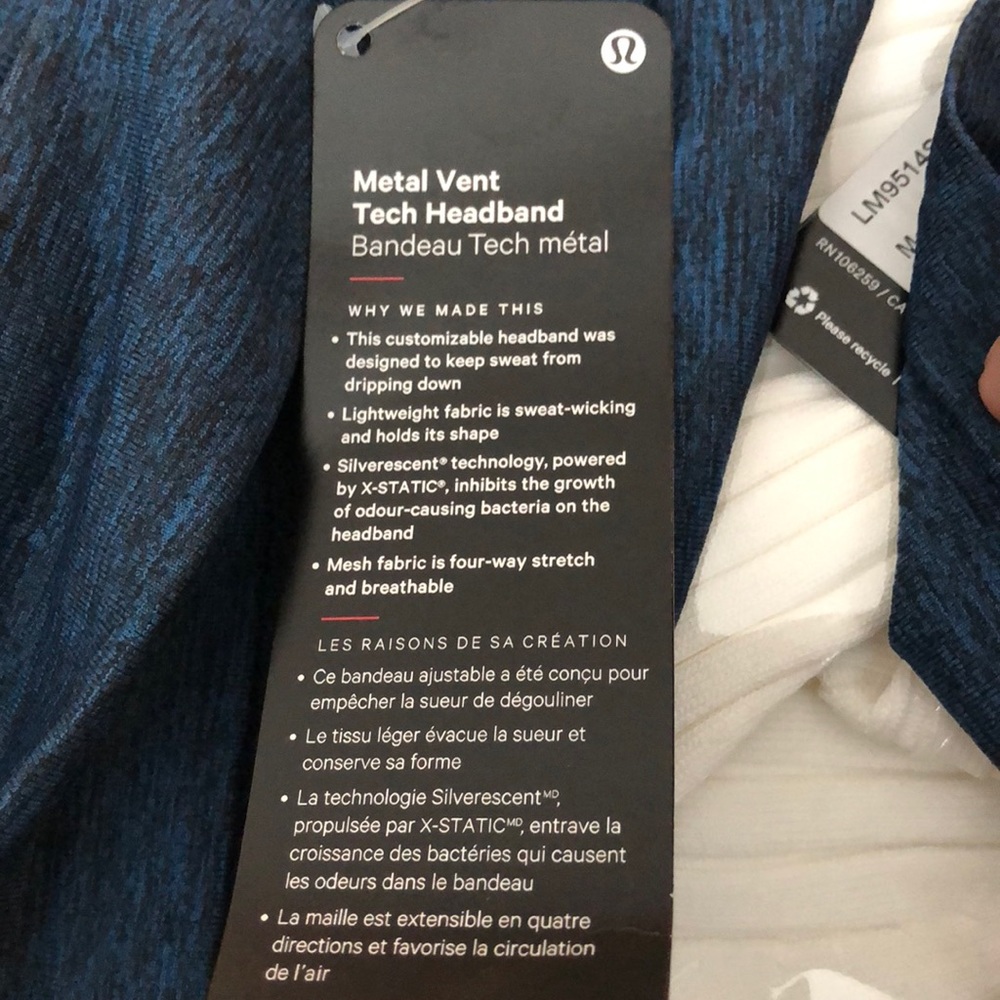 Metal Vent
Tech Headband
Bandeau Tech métal
WHY WE MADE THIS
• This customizable headband was
designed to keep sweat from
dripping down
• Lightweight fabric is sweat-wicking
and holds its shape
• Silverescent® technology, powered
by X-STATIC®, inhibits the growth
of odour-causing bacteria on the
headband
• Mesh fabric is four-way stretch
and breathable
LES RAISONS DE SA CRÉATION
• Ce bandeau ajustable a été conçu pour
empêcher la sueur de dégouliner
• Le tissu léger évacue la sueur et
conserve sa forme
• La technologie Silverescent MD,
propulsée par X-STATIC MD, entrave la
croissance des bactéries qui causent
les odeurs dans le bandeau
• La maille est extensible en quatre
directions et favorise la circulation
de l'air
RN106259 / CA
Please recycle